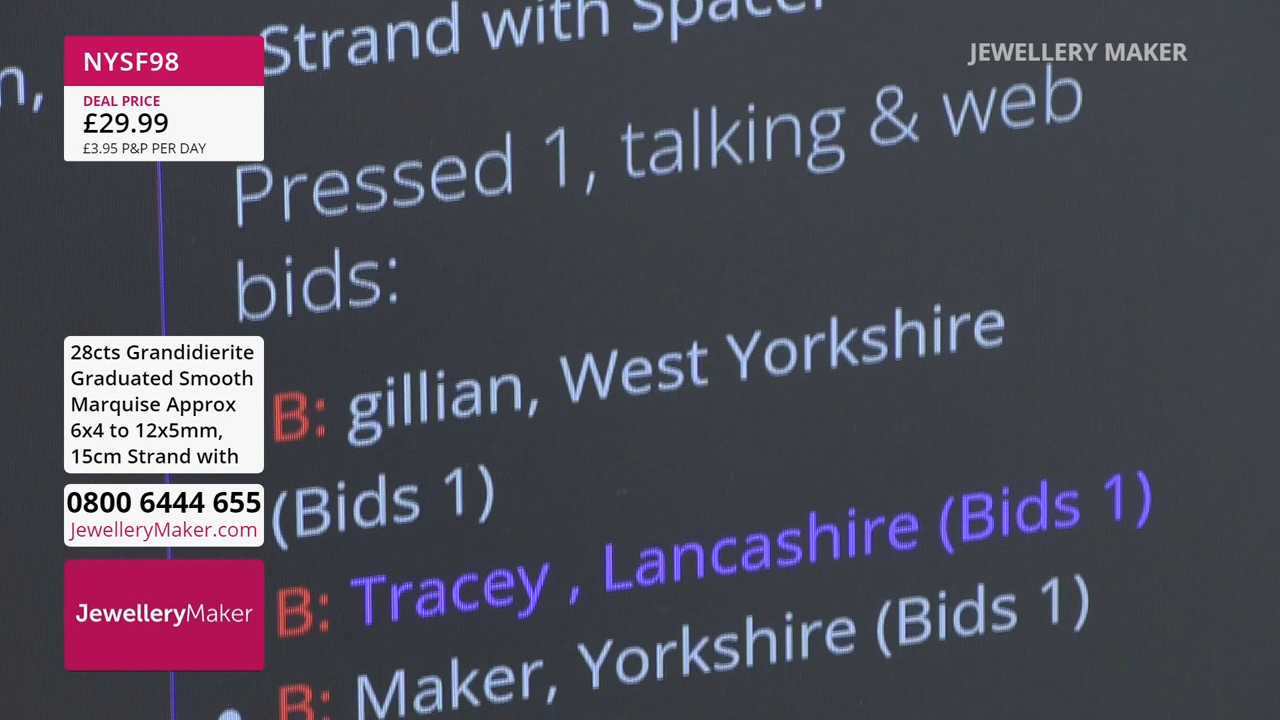 NYSF98
DEAL PRICE
£29.99
£3.95 P&P PER DAY
28cts Grandidierite
Graduated Smooth
Marquise Approx
6x4 to 12x5mm,
15cm Strand with
0800 6444 655
JewelleryMaker.com
JewelleryMaker
JEWELLERY MAKER
Strand with Spacer
Pressed 1, talking & web
bids:
B: gillian, West Yorkshire
(Bids 1)
B: Tracey , Lancashire (Bids 1)
B: Maker, Yorkshire (Bids 1)